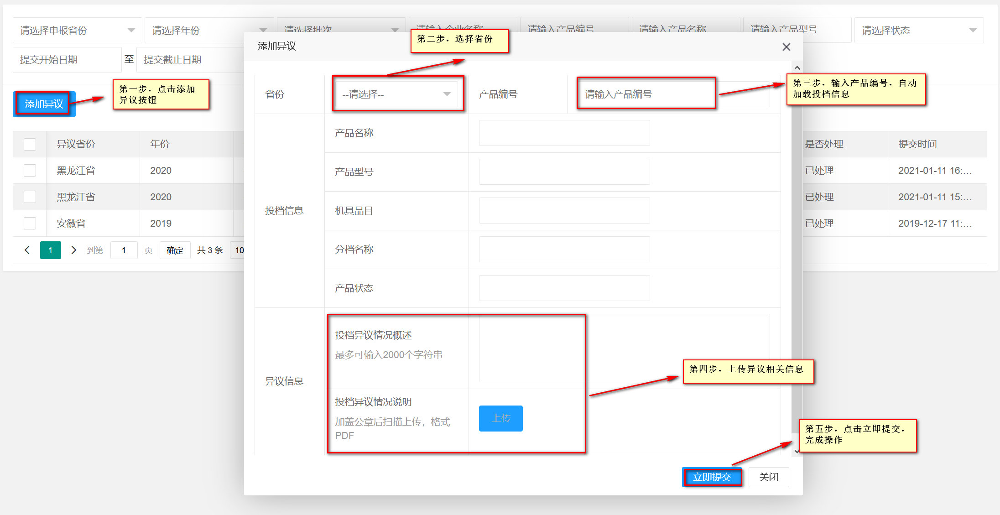 请选择申报省份
请选择年份
请选择批次
请输入企业名称
请输入产品编号
请输入产品名称
请输入产品型号
请选择状态
提交开始日期
至
提交截止日期
添加异议
第一步，点击添加
异议按钮
异议省份
年份
是否处理
提交时间
黑龙江省
2020
已处理
2021-01-11 16:...
黑龙江省
2020
已处理
2021-01-11 15:...
安徽省
2019
已处理
2019-12-17 11:...
1
到第
1
页
确定
共 3 条
10
添加异议
第二步，选择省份
省份
--请选择--
产品编号
请输入产品编号
第三步，输入产品编号，自动
加载投档信息
投档信息
产品名称
产品型号
机具品目
分档名称
产品状态
异议信息
投档异议情况概述
最多可输入2000个字符串
第四步，上传异议相关信息
投档异议情况说明
加盖公章后扫描上传，格式
PDF
上传
第五步，点击立即提交，
完成操作
立即提交
关闭